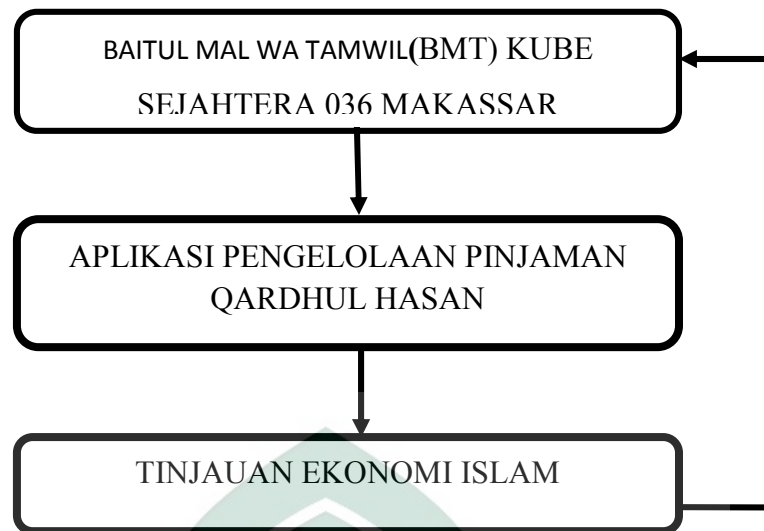 BAITUL MAL WA TAMWIL(BMT) KUBE
SEJAHTERA 036 MAKASSAR
APLIKASI PENGELOLAAN PINJAMAN
QARDHUL HASAN
TINJAUAN EKONOMI ISLAM